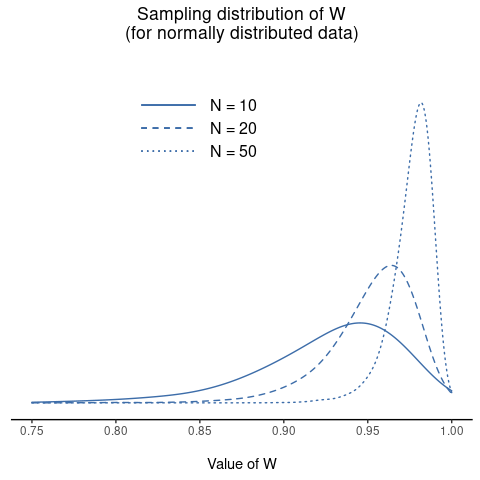 Sampling distribution of W
(for normally distributed data)
N = 10
N = 20
N = 50
0.75 0.80 0.85 0.90 0.95 1.00
Value of W